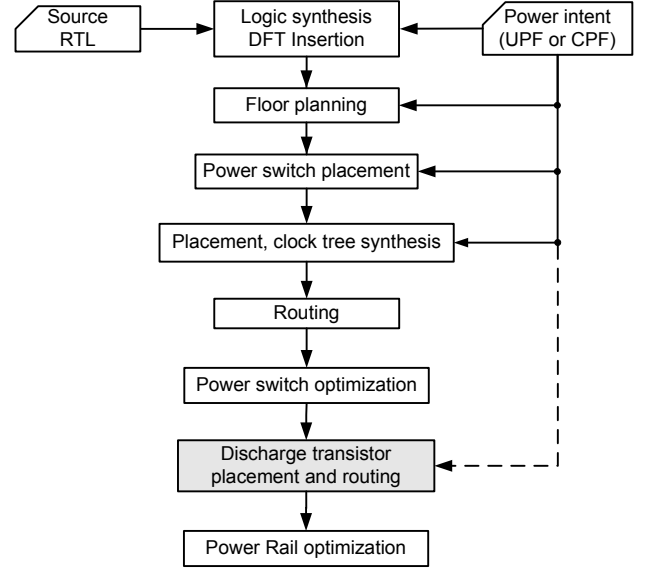 Source
RTL
Logic synthesis
DFT Insertion
Power intent
(UPF or CPF)
Floor planning
Power switch placement
Placement, clock tree synthesis
Routing
Power switch optimization
Discharge transistor
placement and routing
Power Rail optimization